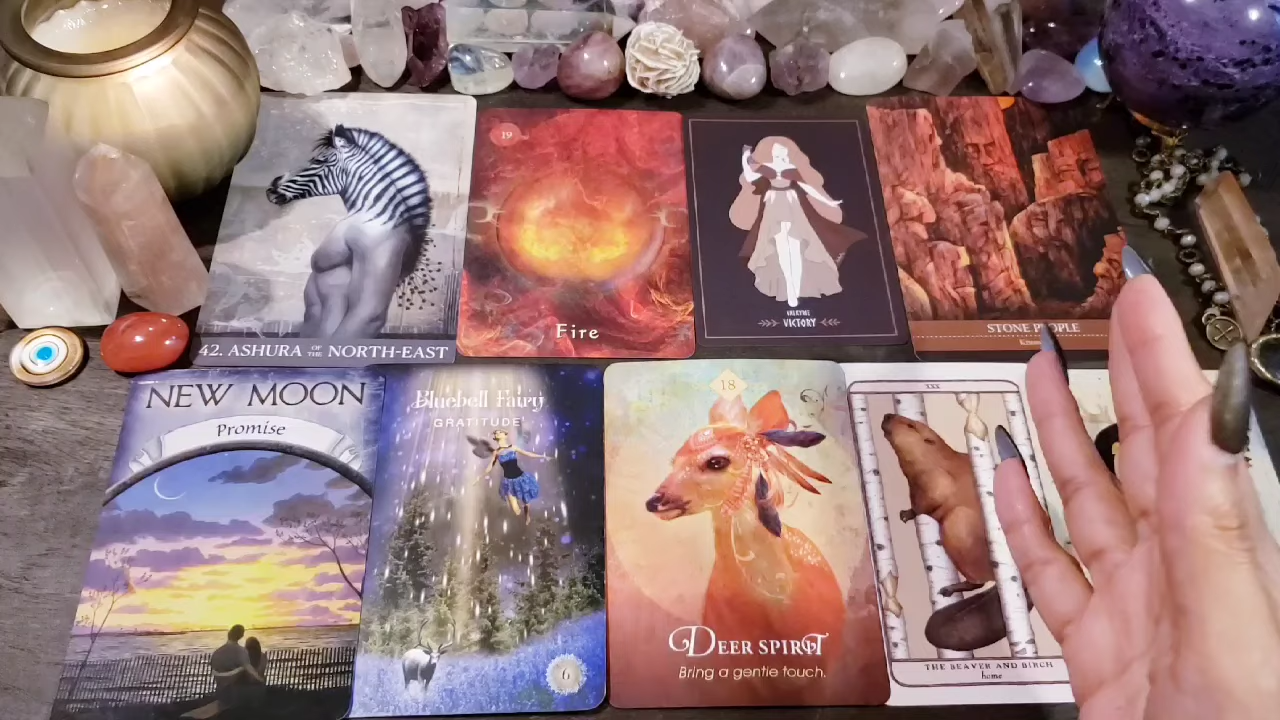 42. ASHURA OF THE NORTH-EAST
19
Fire
VICTORY
STONE PEOPLE
NEW MOON
Promise
Bluebell Fairy
GRATITUDE
6
18
DEER SPIRIT
Bring a gentle touch.
XXX
THE BEAVER AND BIRCH
home